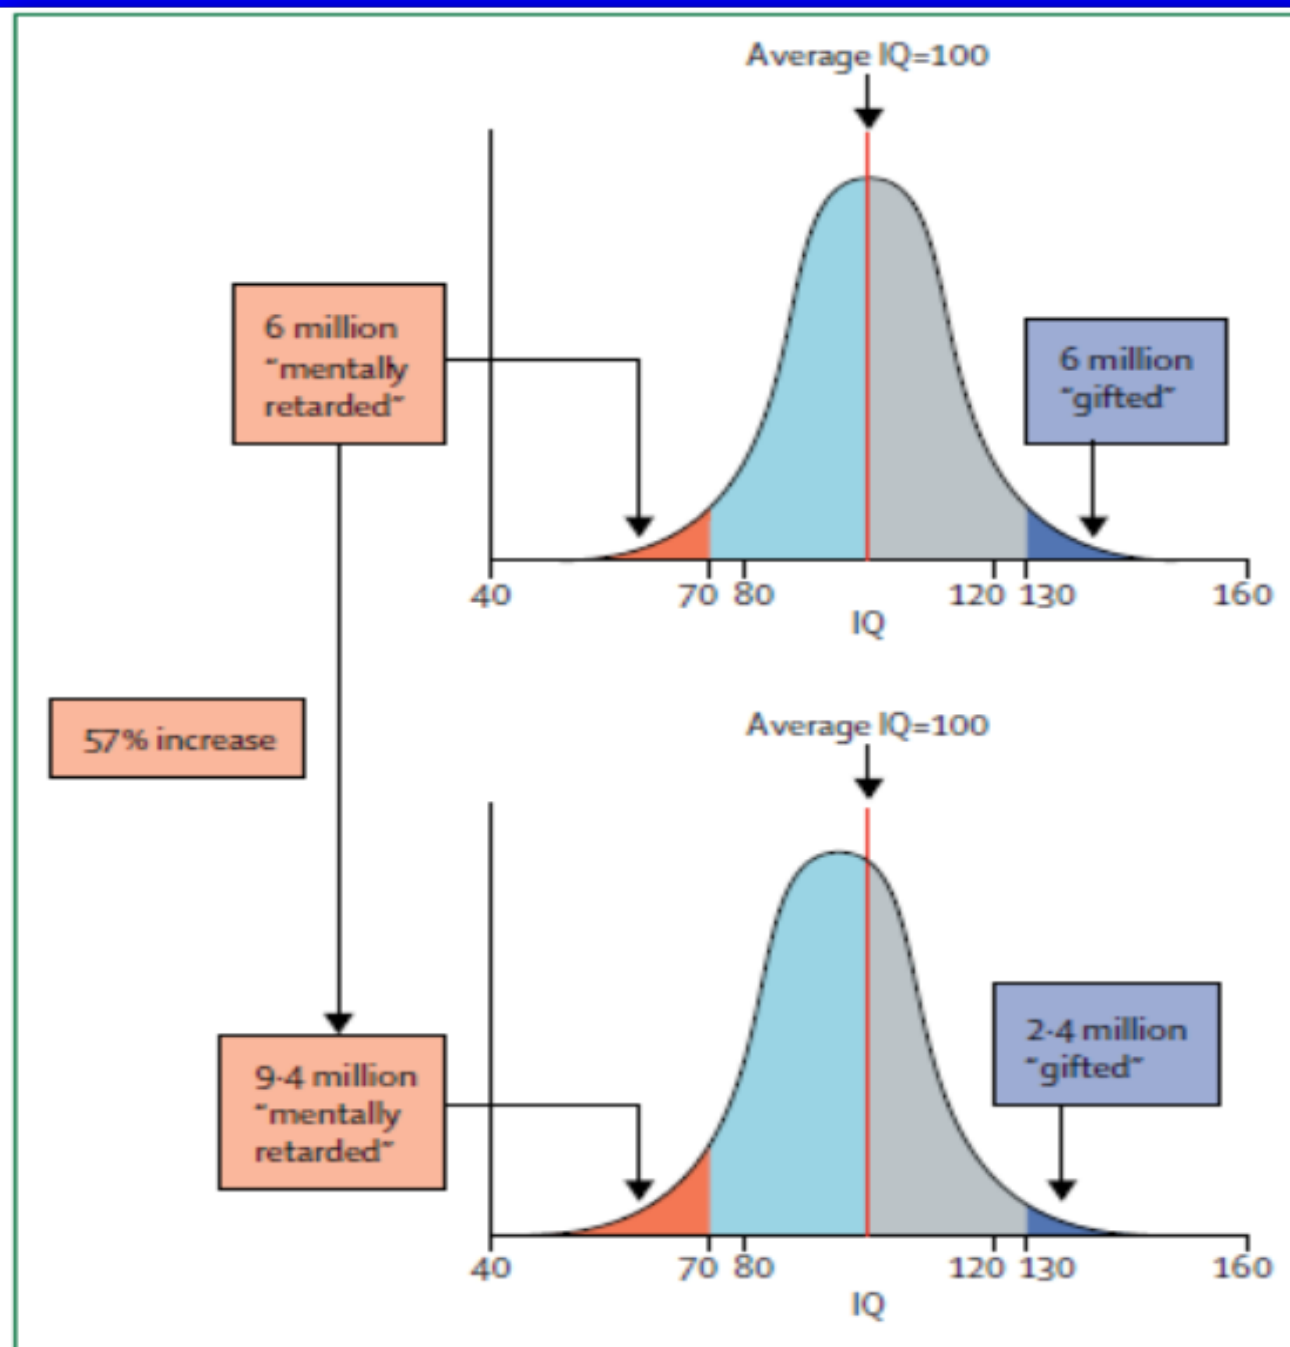 Average IQ=100
6 million
“mentally
retarded”
6 million
“gifted”
40 70 80 120 130 160
IQ
57% increase
Average IQ=100
9·4 million
“mentally
retarded”
2·4 million
“gifted”
40 70 80 120 130 160
IQ